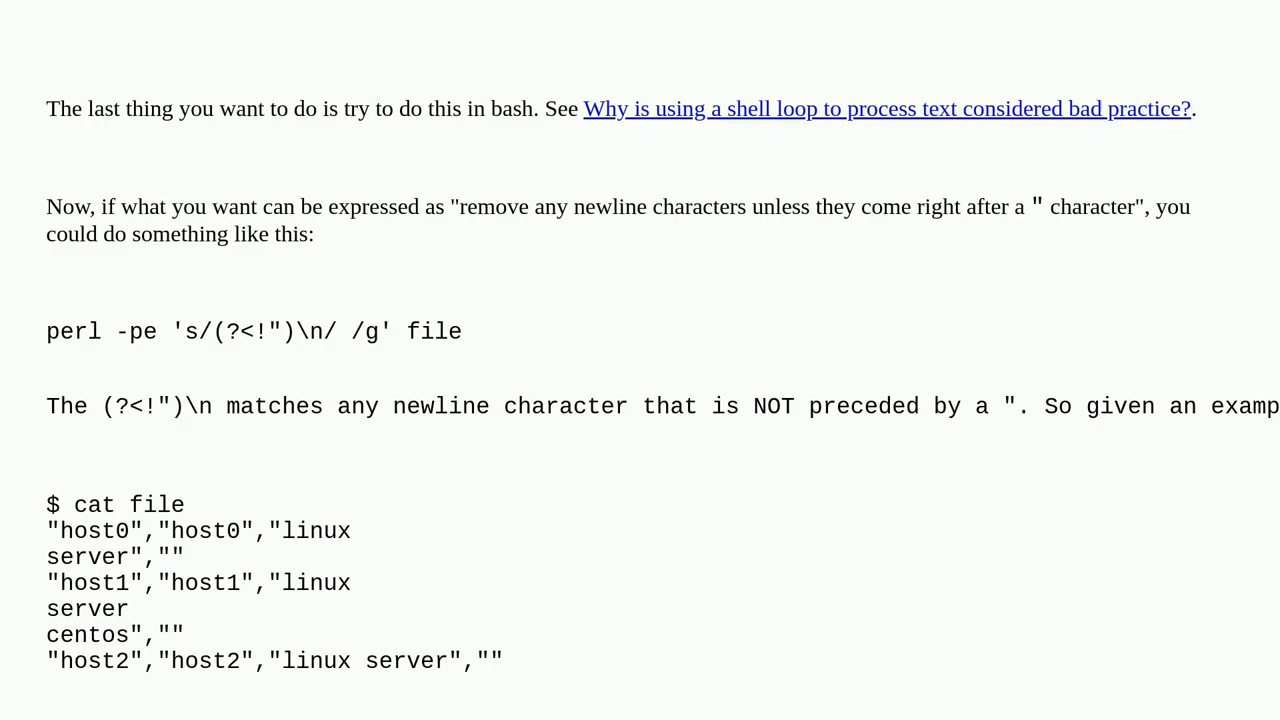 The last thing you want to do is try to do this in bash. See Why is using a shell loop to process text considered bad practice?.
Now, if what you want can be expressed as "remove any newline characters unless they come right after a " character", you
could do something like this:
perl -pe 's/(?<!")\n/ /g' file
The (?<!")\n matches any newline character that is NOT preceded by a ". So given an examp
$ cat file
"host0","host0","linux
server",""
"host1","host1","linux
server
centos",""
"host2","host2","linux server",""